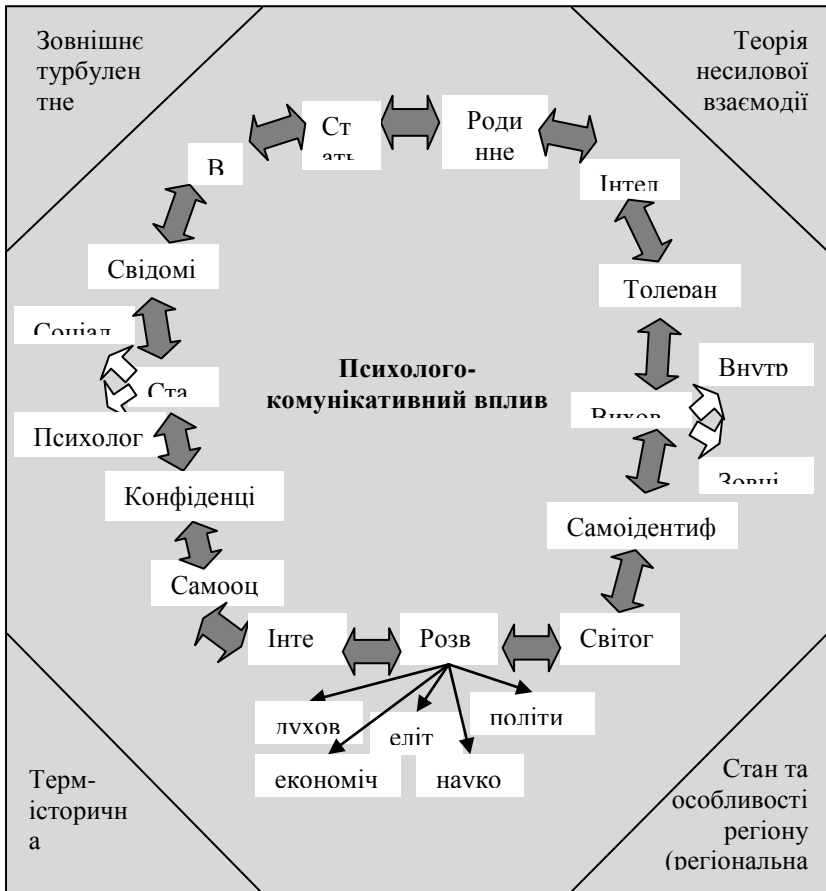 Зовнішнє
турбулен
тне
Теорія
несилової
взаємодії
Ст
ать
Роди
нне
В
Інтел
Свідомі
Толеран
Соціал
Внутр
Психолого-
комунікативний вплив
Ста
Вихов
Психолог
Зовні
Конфіденці
Самоідентиф
Самооц
Інте
Розв
Світог
духов
еліт
політи
економіч
науко
Терм-
історичн
а
Стан та
особливості
регіону
(регіональна